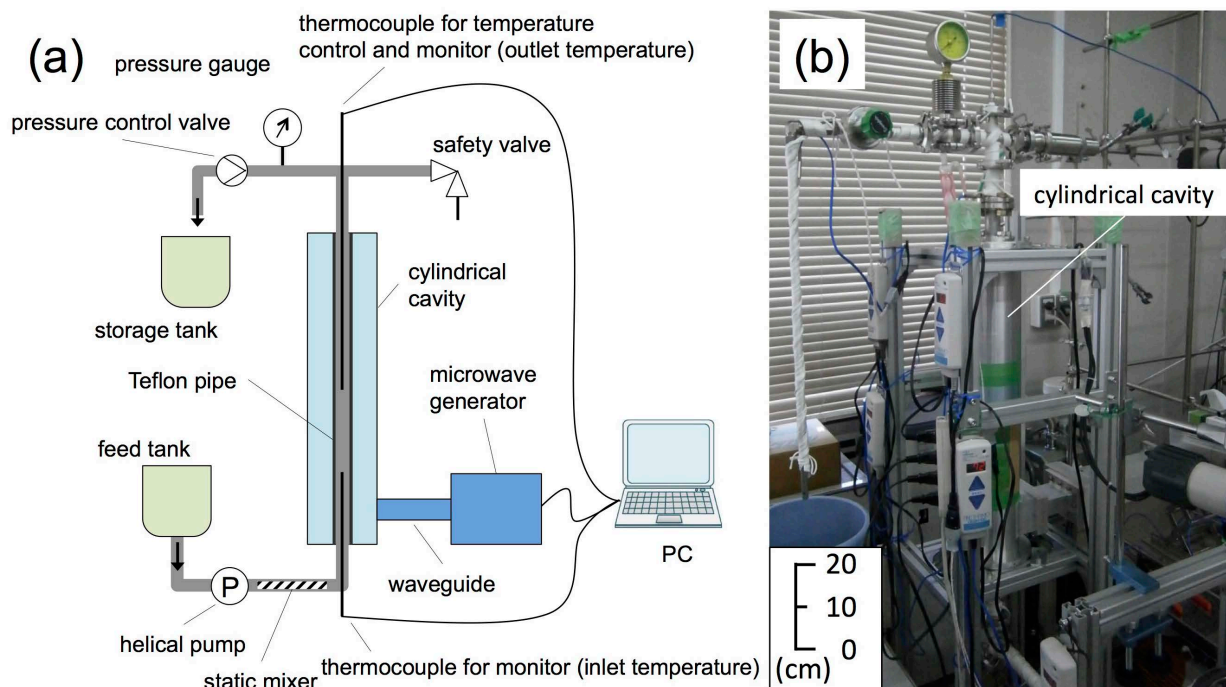 (a)
thermocouple for temperature
control and monitor (outlet temperature)
pressure gauge
pressure control valve
safety valve
cylindrical
cavity
storage tank
Teflon pipe
microwave
generator
feed tank
P
PC
waveguide
helical pump
static mixer
thermocouple for monitor (inlet temperature)
(b)
cylindrical cavity
20
10
0
(cm)